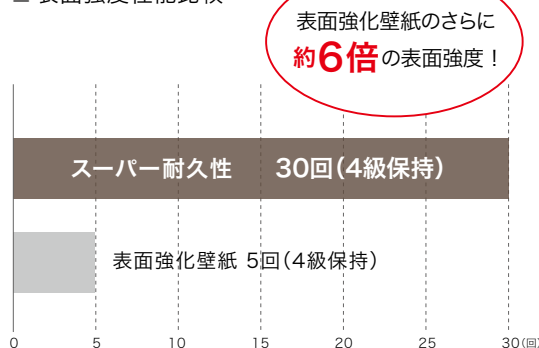 表面強化壁紙のさらに
約6倍の表面強度！
スーパー耐久性 30回(4級保持)
表面強化壁紙 5回(4級保持)
0 5 10 15 20 25 30(回)